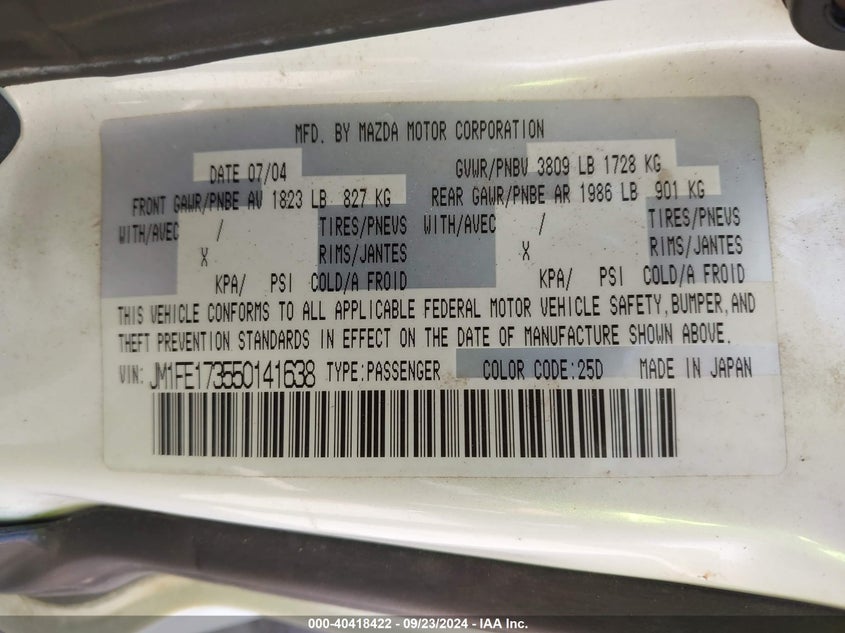 MFD. BY MAZDA MOTOR CORPORATION
DATE 07/04 GVWR/PNBV 3809 LB 1728 KG
FRONT GAWR/PNBE AV 1823 LB 827 KG REAR GAWR/PNBE AR 1986 LB 901 KG
WITH/AVEC / TIRES/PNEUS WITH/AVEC / TIRES/PNEUS
X RIMS/JANTES X RIMS/JANTES
KPA/ PSI COLD/A FROID KPA/ PSI COLD/A FROID
THIS VEHICLE CONFORMS TO ALL APPLICABLE FEDERAL MOTOR VEHICLE SAFETY, BUMPER, AND
THEFT PREVENTION STANDARDS IN EFFECT ON THE DATE OF MANUFACTURE SHOWN ABOVE.
VIN: JM1FE173550141638 TYPE:PASSENGER COLOR CODE:25D MADE IN JAPAN
000-40418422 - 09/23/2024 - IAA Inc.